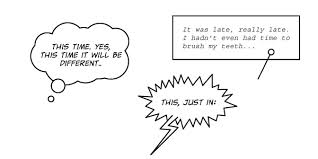 THIS TIME, YES,
THIS TIME IT WILL BE
DIFFERENT..
It was late, really late.
I hadn't even had time to
brush my teeth...
THIS, JUST IN: